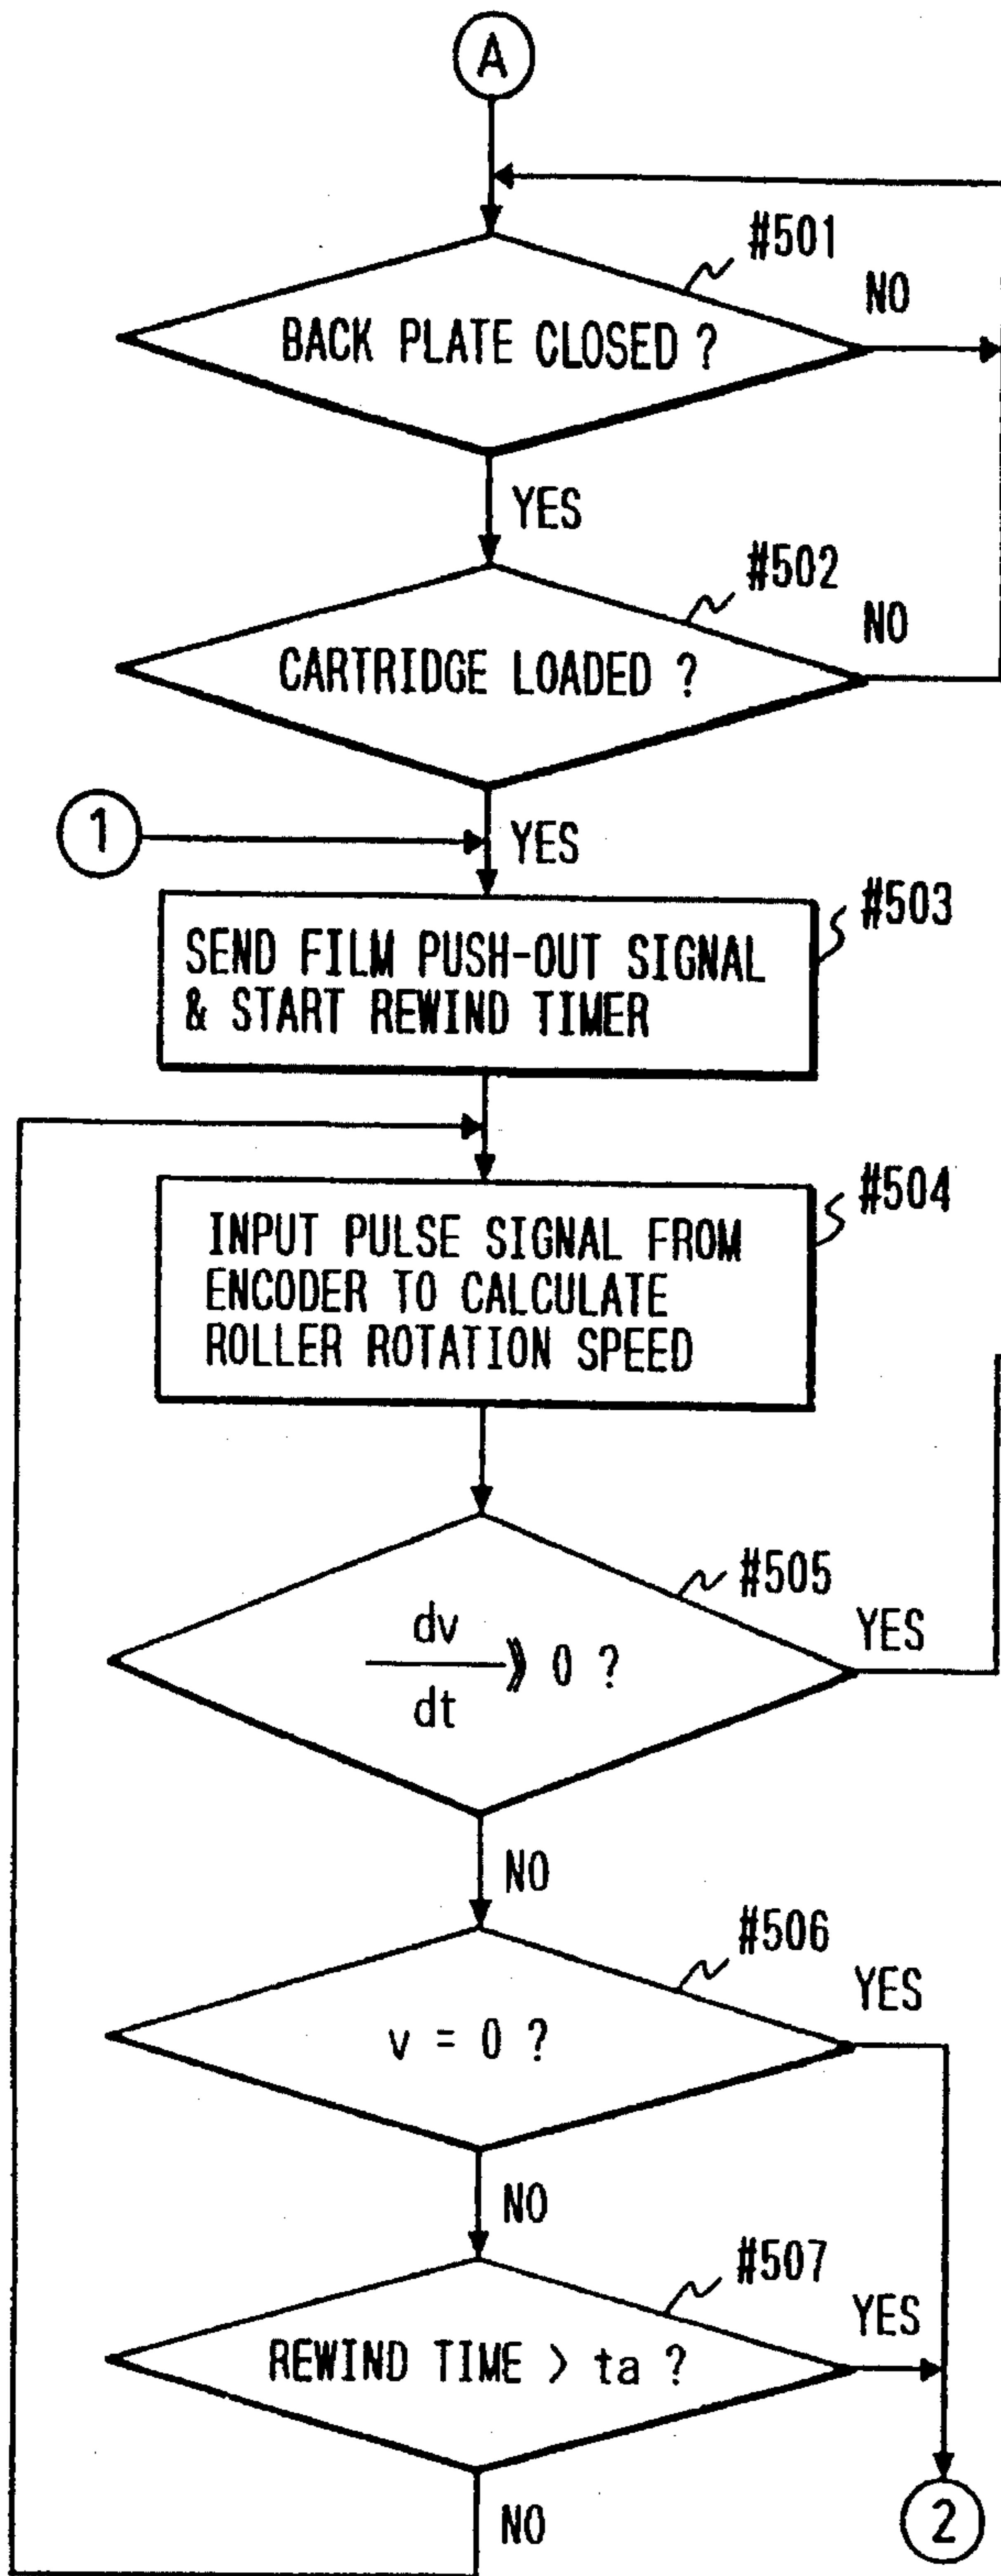 A
#501
NO
BACK PLATE CLOSED ?
YES
#502
NO
CARTRIDGE LOADED ?
1
YES
#503
SEND FILM PUSH-OUT SIGNAL
& START REWIND TIMER
#504
INPUT PULSE SIGNAL FROM
ENCODER TO CALCULATE
ROLLER ROTATION SPEED
#505
YES
dv
⟫ 0 ?
dt
NO
#506
YES
v = 0 ?
NO
#507
YES
REWIND TIME > ta ?
NO
2